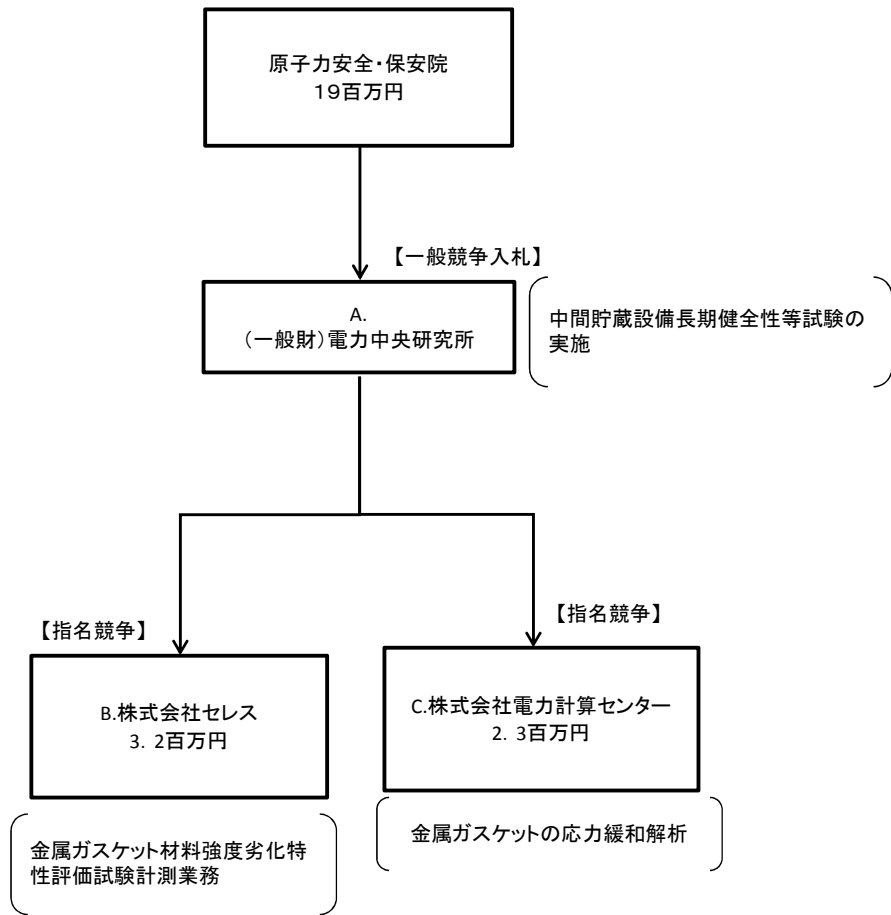 原子力安全・保安院
19百万円
【一般競争入札】
A.
（一般財）電力中央研究所
中間貯蔵設備長期健全性等試験の
実施
【指名競争】
【指名競争】
B.株式会社セレス
3．2百万円
C.株式会社電力計算センター
2．3百万円
金属ガスケット材料強度劣化特
性評価試験計測業務
金属ガスケットの応力緩和解析